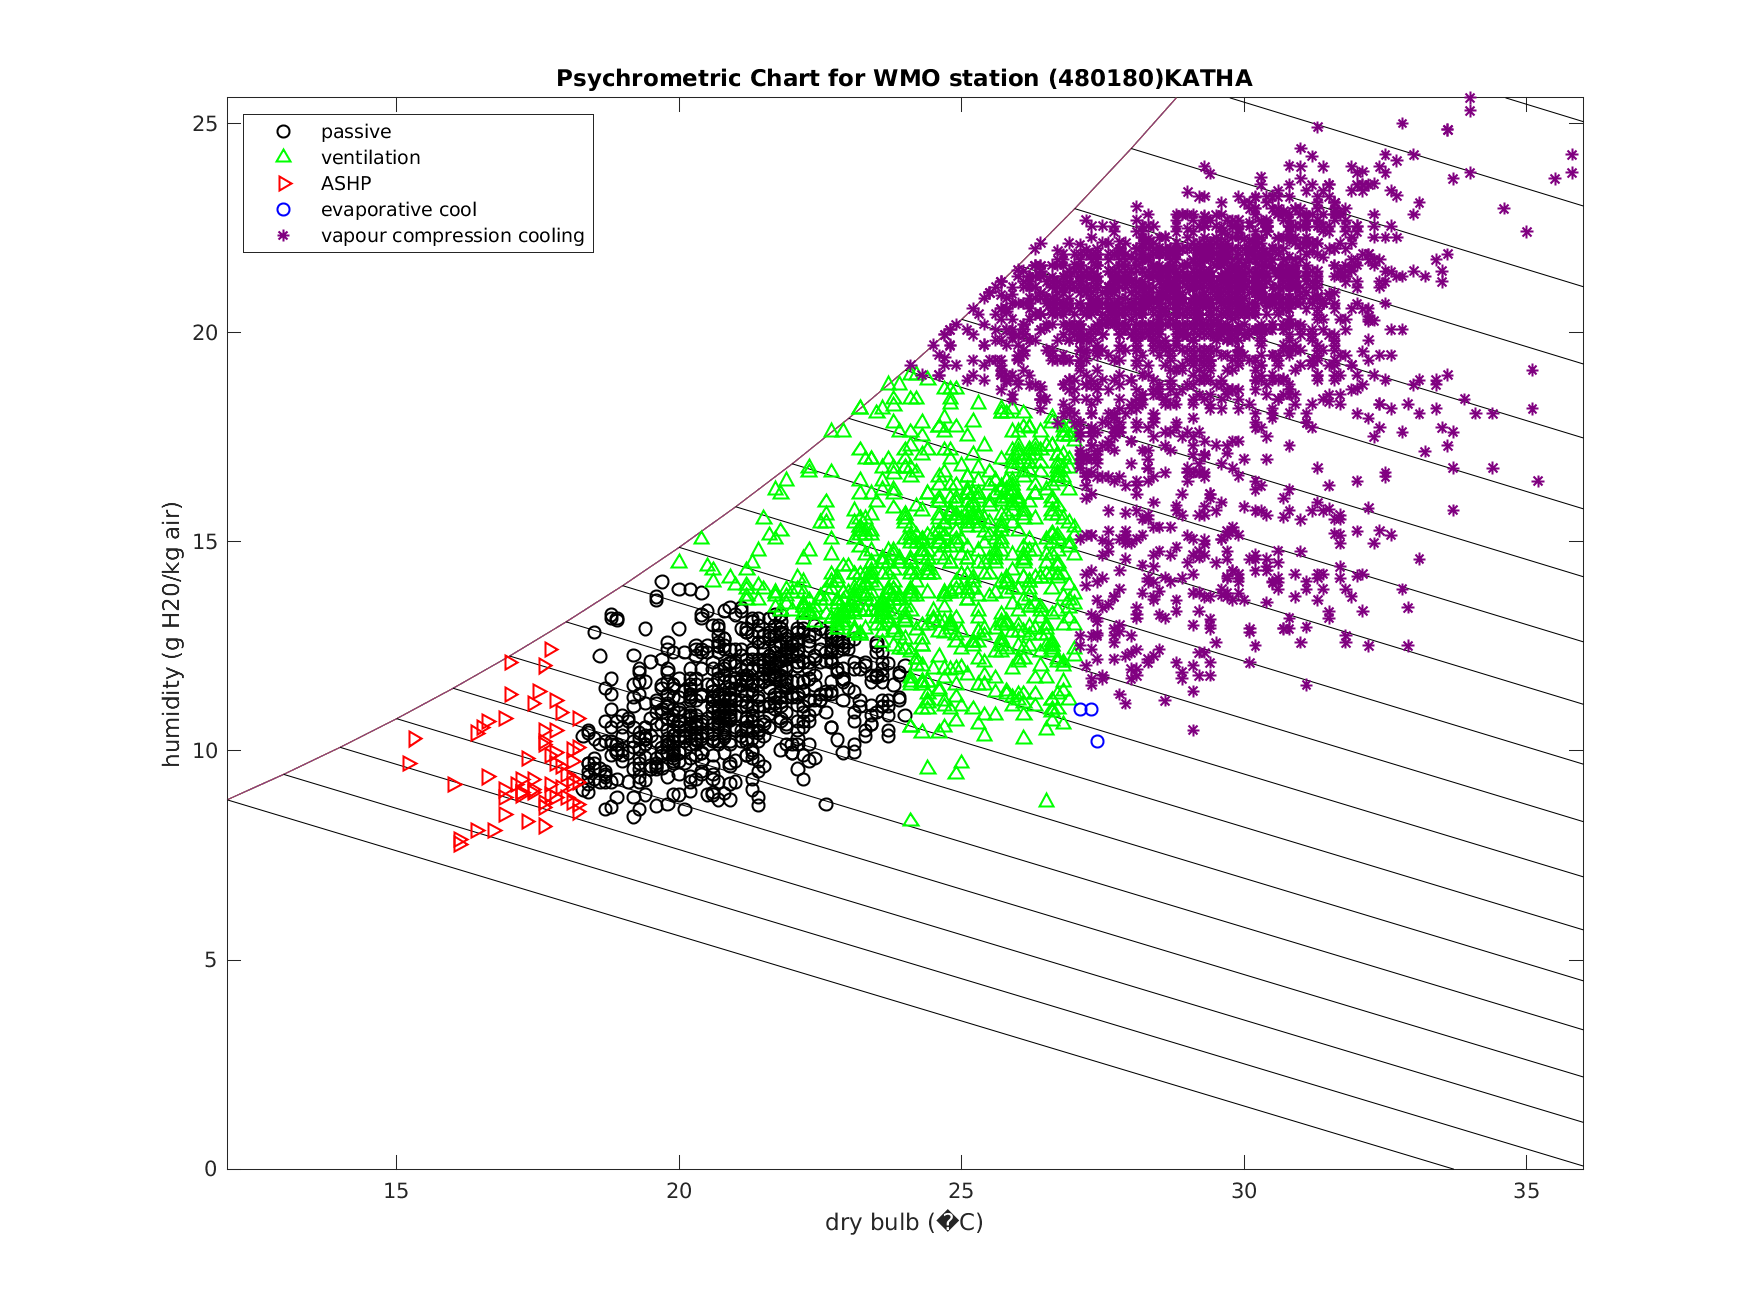 Psychrometric Chart for WMO station (480180)KATHA
passive
ventilation
ASHP
evaporative cool
vapour compression cooling
humidity (g H20/kg air)
25
20
15
10
5
0
15
20
25
30
35
dry bulb (�C)